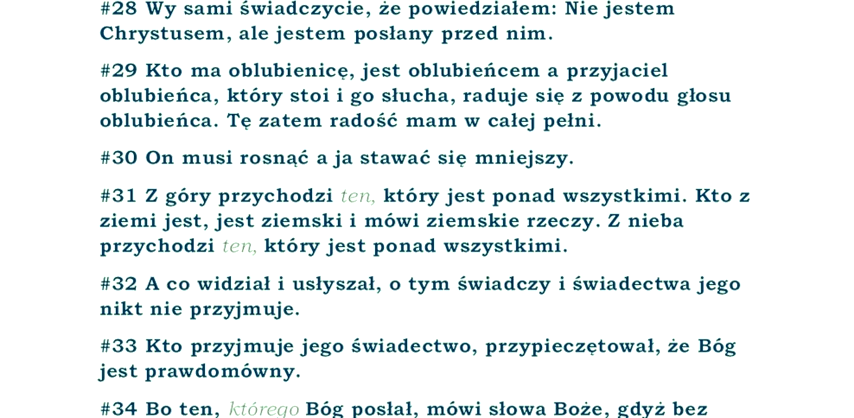 #28 Wy sami świadczycie, że powiedziałem: Nie jestem
Chrystusem, ale jestem posłany przed nim.
#29 Kto ma oblubienicę, jest oblubieńcem a przyjaciel
oblubieńca, który stoi i go słucha, raduje się z powodu głosu
oblubieńca. Tę zatem radość mam w całej pełni.
#30 On musi rosnąć a ja stawać się mniejszy.
#31 Z góry przychodzi ten, który jest ponad wszystkimi. Kto z
ziemi jest, jest ziemski i mówi ziemskie rzeczy. Z nieba
przychodzi ten, który jest ponad wszystkimi.
#32 A co widział i usłyszał, o tym świadczy i świadectwa jego
nikt nie przyjmuje.
#33 Kto przyjmuje jego świadectwo, przypieczętował, że Bóg
jest prawdomówny.
#34 Bo ten, którego Bóg posłał, mówi słowa Boże, gdyż bez